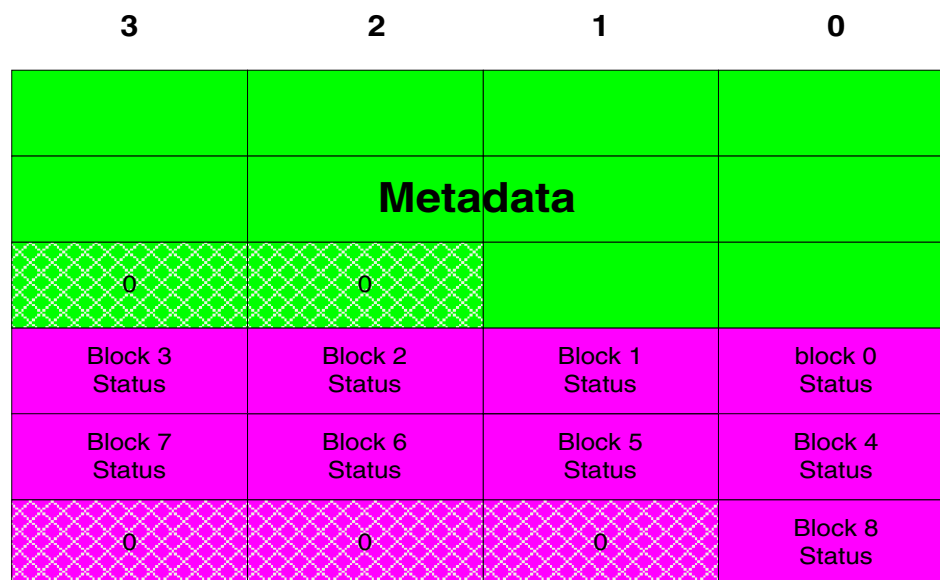 3 2 1 0
Metadata
0 0
Block 3 Block 2 Block 1 block 0
Status Status Status Status
Block 7 Block 6 Block 5 Block 4
Status Status Status Status
0 0 0 Block 8
Status